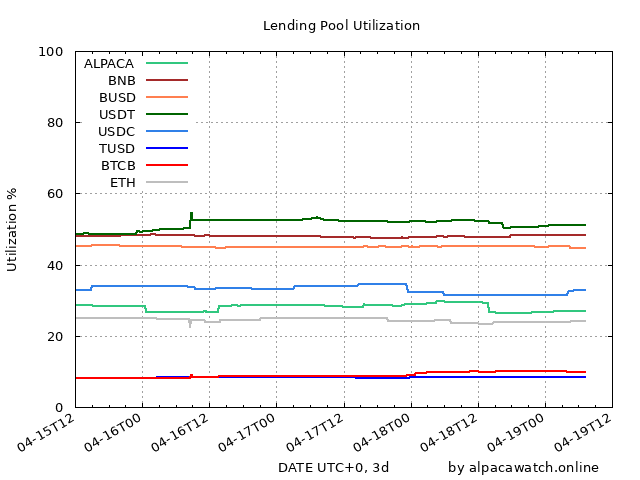 Lending Pool Utilization
Utilization %
100
80
60
40
20
0
ALPACA
BNB
BUSD
USDT
USDC
TUSD
BTCB
ETH
04-15T12
04-16T00
04-16T12
04-17T00
04-17T12
04-18T00
04-18T12
04-19T00
04-19T12
DATE UTC+0, 3d
by alpacawatch.online